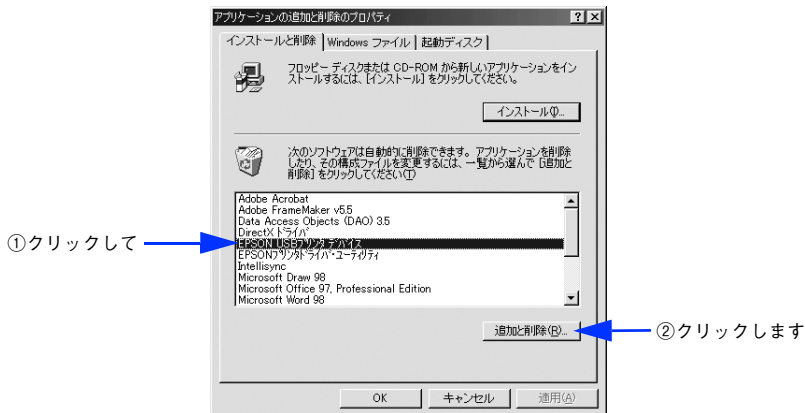 アプリケーションの追加と削除のプロパティ
インストールと削除
Windows ファイル
起動ディスク
フロッピー ディスクまたは CD-ROM から新しいアプリケーションをイン
ストールするには、[インストール] をクリックしてください。
インストール(I)...
次のソフトウェアは自動的に削除できます。アプリケーションを削除
したり、その構成ファイルを変更するには、一覧から選んで [追加と
削除] をクリックしてください(T)
Adobe Acrobat
Adobe FrameMaker v5.5
Data Access Objects (DAO) 3.5
DirectX ドライバ
①クリックして
EPSON USBプリンタデバイス
EPSONプリンタドライバ・ユーティリティ
Intellisync
Microsoft Draw 98
Microsoft Office 97, Professional Edition
Microsoft Word 98
追加と削除(R)...
②クリックします
OK
キャンセル
適用(A)